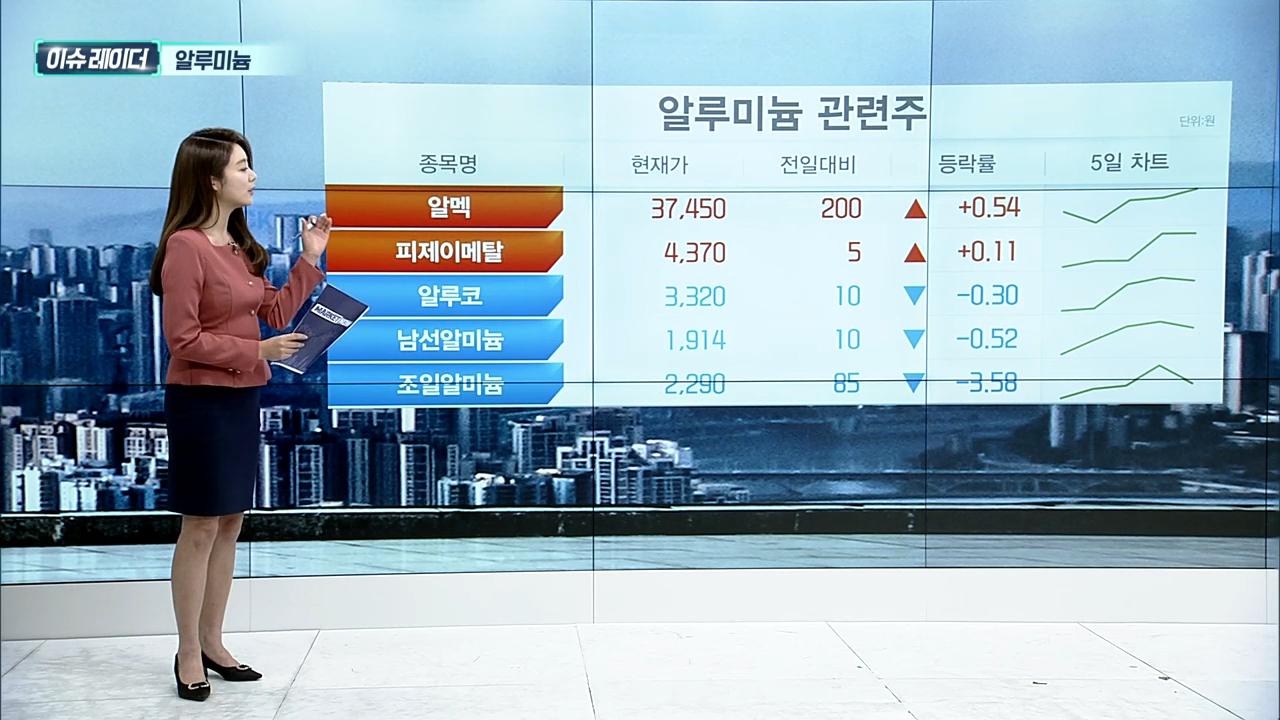 이슈 레이더 알루미늄
알루미늄 관련주
단위:원
종목명 현재가 전일대비 등락률 5일 차트
알멕 37,450 200 ▲ +0.54
피제이메탈 4,370 5 ▲ +0.11
알루코 3,320 10 ▼ -0.30
남선알미늄 1,914 10 ▼ -0.52
조일알미늄 2,290 85 ▼ -3.58
MARKET